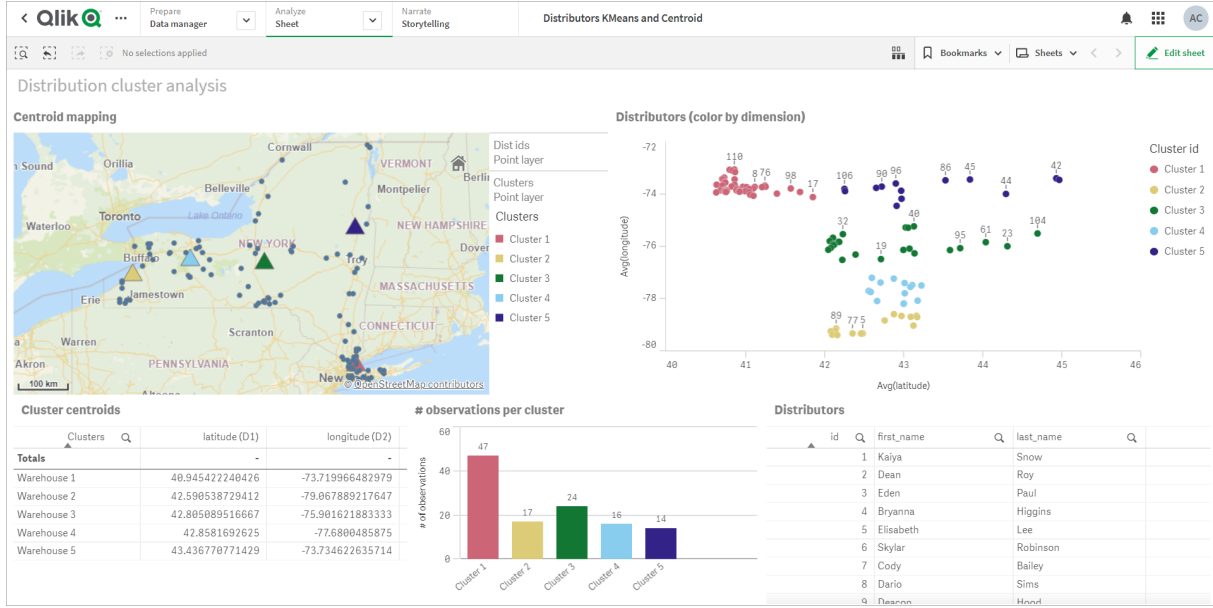 Qlik
Prepare
Data manager
Analyze
Sheet
Narrate
Storytelling
Distributors KMeans and Centroid
AC
No selections applied
Bookmarks
Sheets
Edit sheet
Distribution cluster analysis
Centroid mapping
Sound
Orillia
Cornwall
VERMONT
Berlin
Belleville
Montpelier
Toronto
Lake Ontario
Waterloo
NEW HAMPSHIRE
NEW YORK
Dover
Buffalo
Troy
MASSACHUSETTS
Erie
Jamestown
CONNECTICUT
Scranton
Warren
Akron
PENNSYLVANIA
New
100 km
© OpenStreetMap contributors
Dist ids
Point layer
Clusters
Point layer
Clusters
Cluster 1
Cluster 2
Cluster 3
Cluster 4
Cluster 5
Distributors (color by dimension)
Avg(longitude)
-72
-74
-76
-78
-80
110
8 76
98
17
106
90 96
86
45
44
42
32
40
19
95
61
23
104
89
77 5
40
41
42
43
44
45
46
Avg(latitude)
Cluster id
Cluster 1
Cluster 2
Cluster 3
Cluster 4
Cluster 5
Cluster centroids
Clusters latitude (D1) longitude (D2)
Totals - -
Warehouse 1 40.945422240426 -73.719966482979
Warehouse 2 42.590538729412 -79.067889217647
Warehouse 3 42.805089516667 -75.901621883333
Warehouse 4 42.8581692625 -77.6800485875
Warehouse 5 43.436770771429 -73.734622635714
# observations per cluster
# of observations
60
40
20
0
47
17
24
16
14
Cluster 1
Cluster 2
Cluster 3
Cluster 4
Cluster 5
Distributors
id first_name last_name
1 Kaiya Snow
2 Dean Roy
3 Eden Paul
4 Bryanna Higgins
5 Elisabeth Lee
6 Skylar Robinson
7 Cody Bailey
8 Dario Sims
9 Deacon Hood